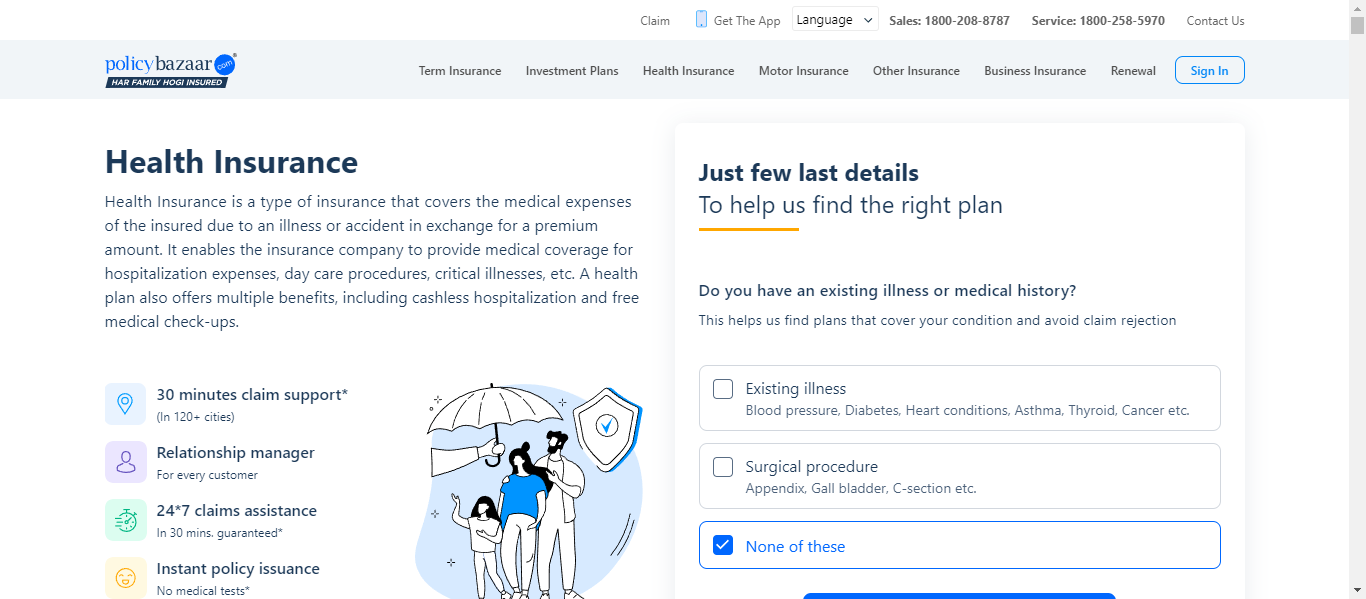 Claim
Get The App
Language
Sales: 1800-208-8787
Service: 1800-258-5970
Contact Us
policybazaar.com
HAR FAMILY HOGI INSURED
Term Insurance
Investment Plans
Health Insurance
Motor Insurance
Other Insurance
Business Insurance
Renewal
Sign In
Health Insurance
Health Insurance is a type of insurance that covers the medical expenses
of the insured due to an illness or accident in exchange for a premium
amount. It enables the insurance company to provide medical coverage for
hospitalization expenses, day care procedures, critical illnesses, etc. A health
plan also offers multiple benefits, including cashless hospitalization and free
medical check-ups.
30 minutes claim support*
(In 120+ cities)
Relationship manager
For every customer
24*7 claims assistance
In 30 mins. guaranteed*
Instant policy issuance
No medical tests*
Just few last details
To help us find the right plan
Do you have an existing illness or medical history?
This helps us find plans that cover your condition and avoid claim rejection
Existing illness
Blood pressure, Diabetes, Heart conditions, Asthma, Thyroid, Cancer etc.
Surgical procedure
Appendix, Gall bladder, C-section etc.
None of these